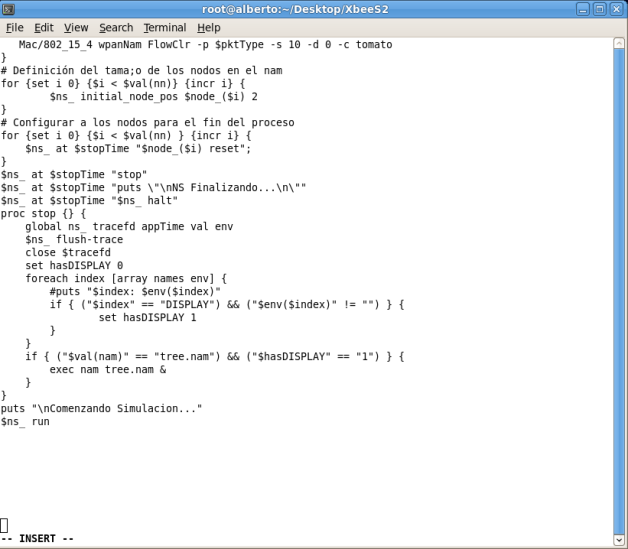 root@alberto:~/Desktop/XbeeS2
File Edit View Search Terminal Help
   Mac/802_15_4 wpanNam FlowClr -p $pktType -s 10 -d 0 -c tomato
}
# Definición del tama;o de los nodos en el nam
for {set i 0} {$i < $val(nn)} {incr i} {
        $ns_ initial_node_pos $node_($i) 2
}
# Configurar a los nodos para el fin del proceso
for {set i 0} {$i < $val(nn) } {incr i} {
    $ns_ at $stopTime "$node_($i) reset";
}
$ns_ at $stopTime "stop"
$ns_ at $stopTime "puts \"\nNS Finalizando...\n\""
$ns_ at $stopTime "$ns_ halt"
proc stop {} {
    global ns_ tracefd appTime val env
    $ns_ flush-trace
    close $tracefd
    set hasDISPLAY 0
    foreach index [array names env] {
        #puts "$index: $env($index)"
        if { ("$index" == "DISPLAY") && ("$env($index)" != "") } {
                set hasDISPLAY 1
        }
    }
    if { ("$val(nam)" == "tree.nam") && ("$hasDISPLAY" == "1") } {
        exec nam tree.nam &
    }
}
puts "\nComenzando Simulacion..."
$ns_ run
-- INSERT --